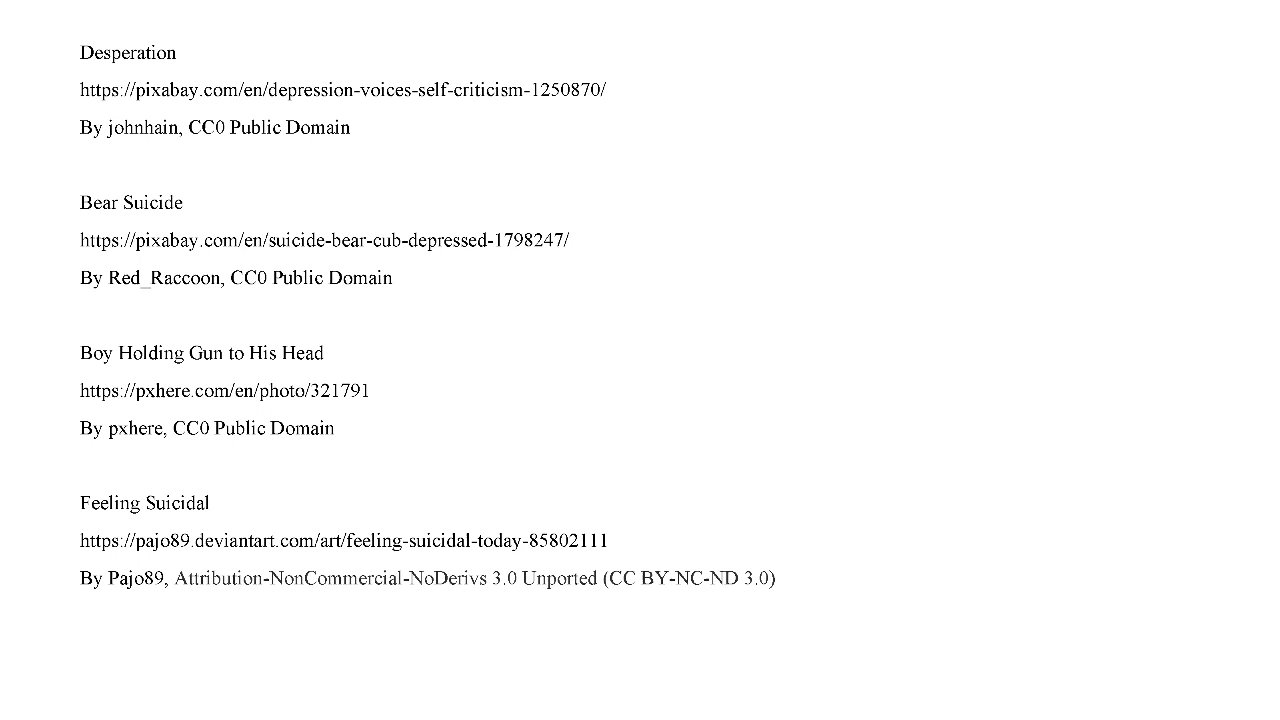 Desperation
https://pixabay.com/en/depression-voices-self-criticism-1250870/
By johnhain, CC0 Public Domain
Bear Suicide
https://pixabay.com/en/suicide-bear-cub-depressed-1798247/
By Red_Raccoon, CC0 Public Domain
Boy Holding Gun to His Head
https://pxhere.com/en/photo/321791
By pxhere, CC0 Public Domain
Feeling Suicidal
https://pajo89.deviantart.com/art/feeling-suicidal-today-85802111
By Pajo89, Attribution-NonCommercial-NoDerivs 3.0 Unported (CC BY-NC-ND 3.0)